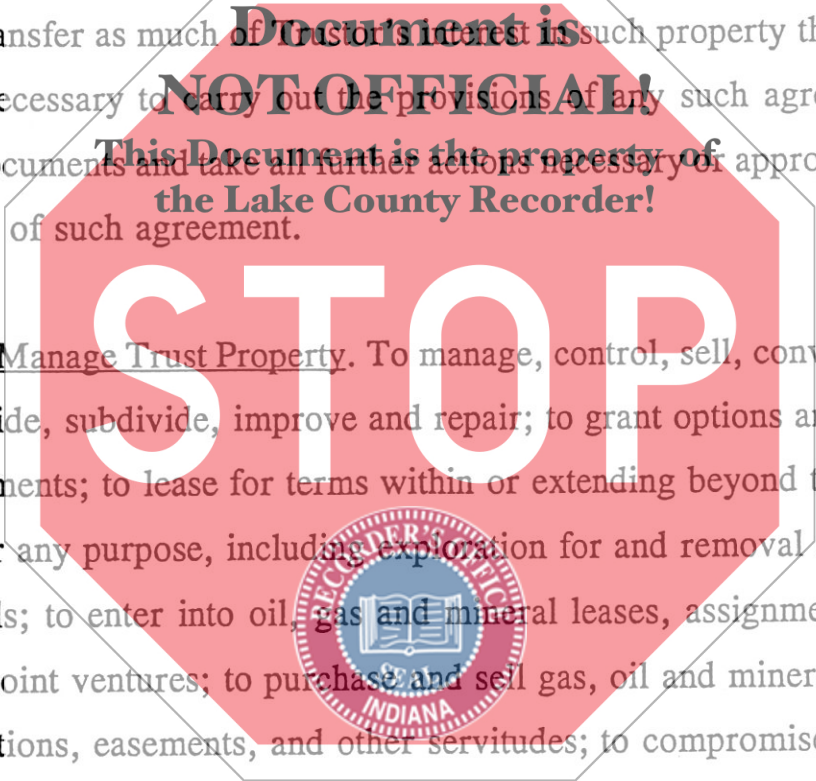 Document is
ansfer as much of Trustor's interest in such property th
NOT OFFICIAL!
ecessary to carry out the provisions of any such agre
This Document is the property of
cuments and take all further actions necessary or appro
the Lake County Recorder!
of such agreement.
STOP
Manage Trust Property. To manage, control, sell, conv
ide, subdivide, improve and repair; to grant options a
ments; to lease for terms within or extending beyond t
r any purpose, including exploration for and removal
ls; to enter into oil, gas and mineral leases, assignme
oint ventures; to purchase and sell gas, oil and miner
tions, easements, and other servitudes; to compromise
RECORDER'S OFFICE
SEAL
INDIANA